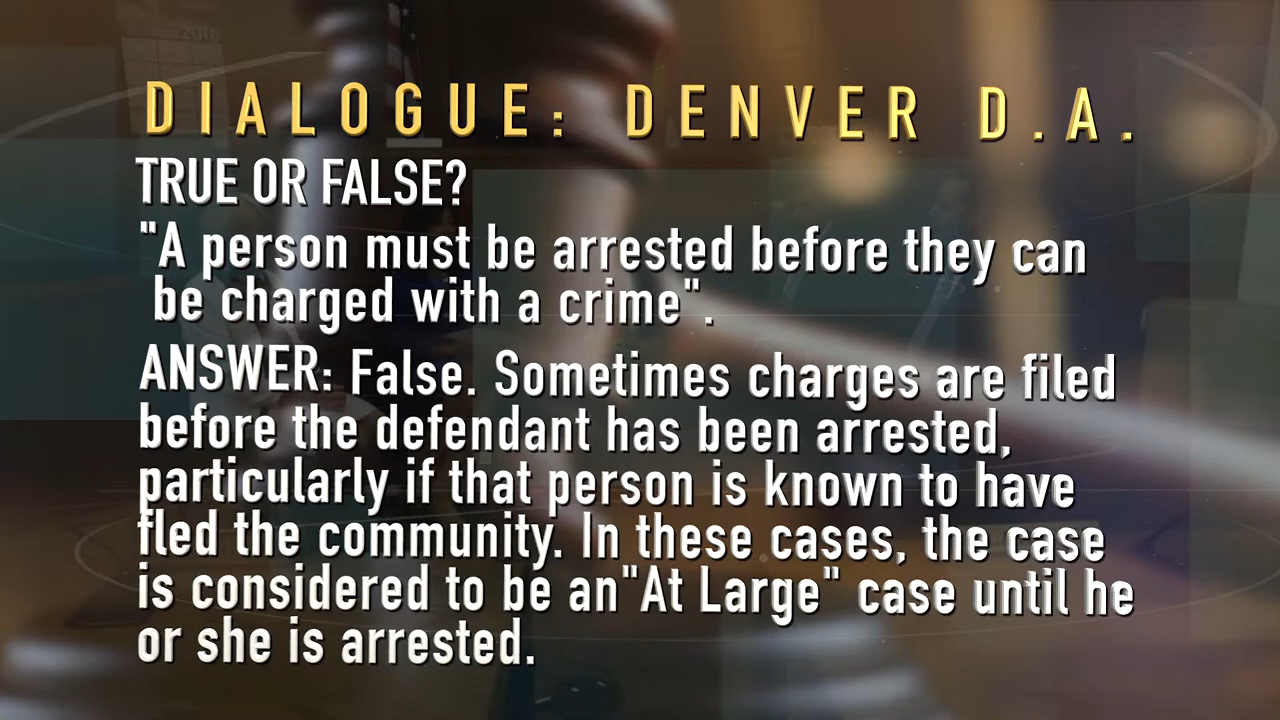 2018
DIALOGUE: DENVER D.A.
TRUE OR FALSE?
"A person must be arrested before they can
be charged with a crime".
ANSWER: False. Sometimes charges are filed
before the defendant has been arrested,
particularly if that person is known to have
fled the community. In these cases, the case
is considered to be an"At Large" case until he
or she is arrested.